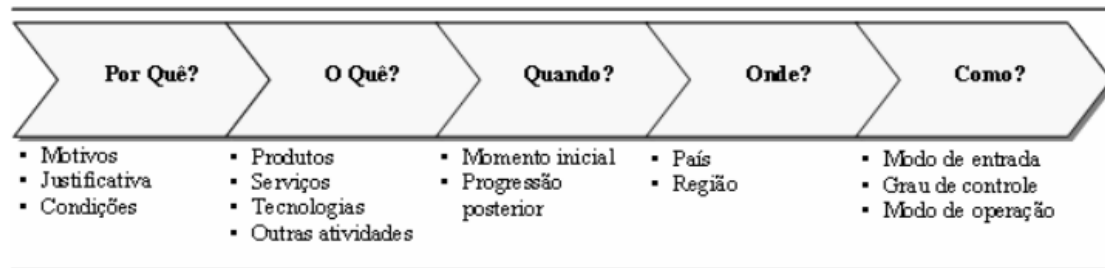 Por Quê?
O Quê?
Quando?
Onde?
Como?
▪ Motivos
▪ Justificativa
▪ Condições
▪ Produtos
▪ Serviços
▪ Tecnologias
▪ Outras atividades
▪ Momento inicial
▪ Progressão
posterior
▪ País
▪ Região
▪ Modo de entrada
▪ Grau de controle
▪ Modo de operação